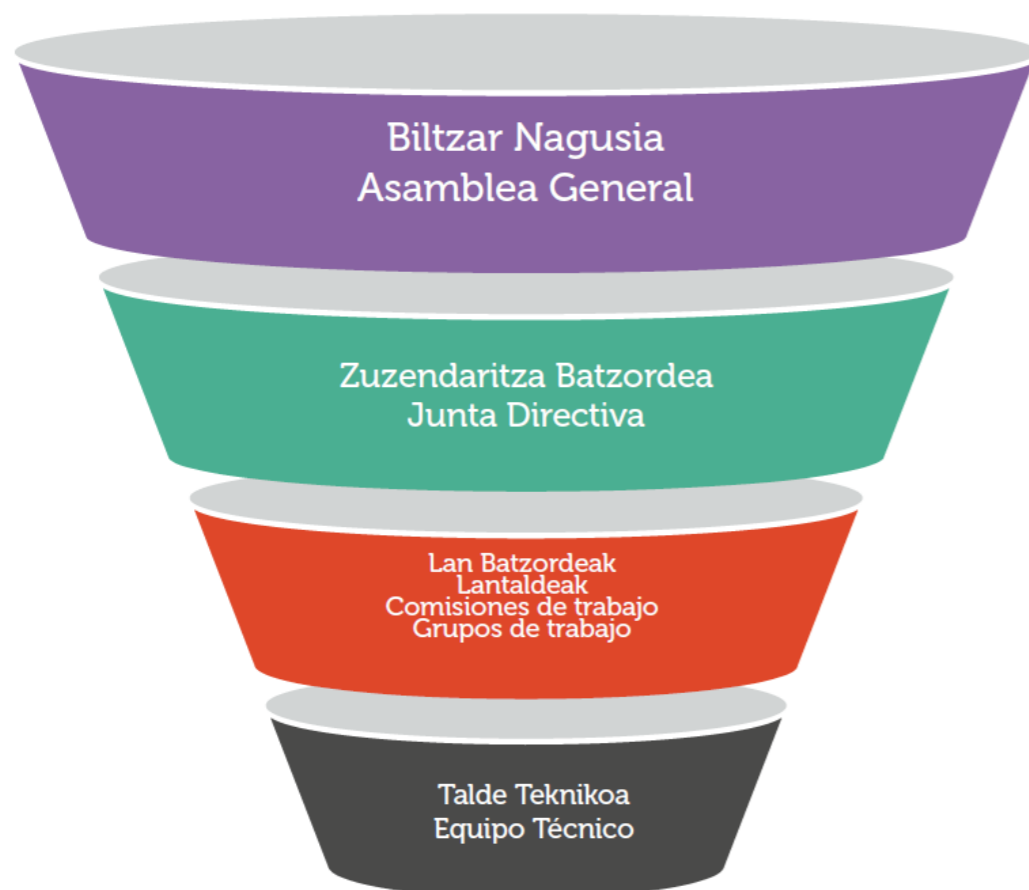 Biltzar Nagusia
Asamblea General
Zuzendaritza Batzordea
Junta Directiva
Lan Batzordeak
Lantaldeak
Comisiones de trabajo
Grupos de trabajo
Talde Teknikoa
Equipo Técnico